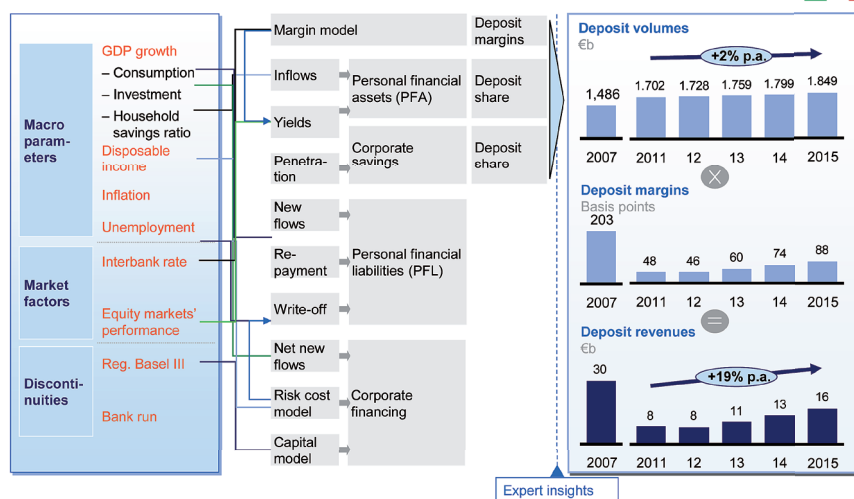 Macro
param-
eters
Market
factors
Disconti-
nuities
GDP growth
– Consumption
– Investment
– Household
savings ratio
Disposable
income
Inflation
Unemployment
Interbank rate
Equity markets'
performance
Reg. Basel III
Bank run
Margin model
Inflows
Yields
Penetra-
tion
New
flows
Re-
payment
Write-off
Net new
flows
Risk cost
model
Capital
model
Personal financial
assets (PFA)
Corporate
savings
Personal financial
liabilities (PFL)
Corporate
financing
Deposit
margins
Deposit
share
Deposit
share
Expert insights
Deposit volumes
€b
+2% p.a.
1,486 1.702 1.728 1.759 1.799 1.849
2007 2011 12 13 14 2015
X
Deposit margins
Basis points
203 48 46 60 74 88
2007 2011 12 13 14 2015
=
Deposit revenues
€b
+19% p.a.
30 8 8 11 13 16
2007 2011 12 13 14 2015